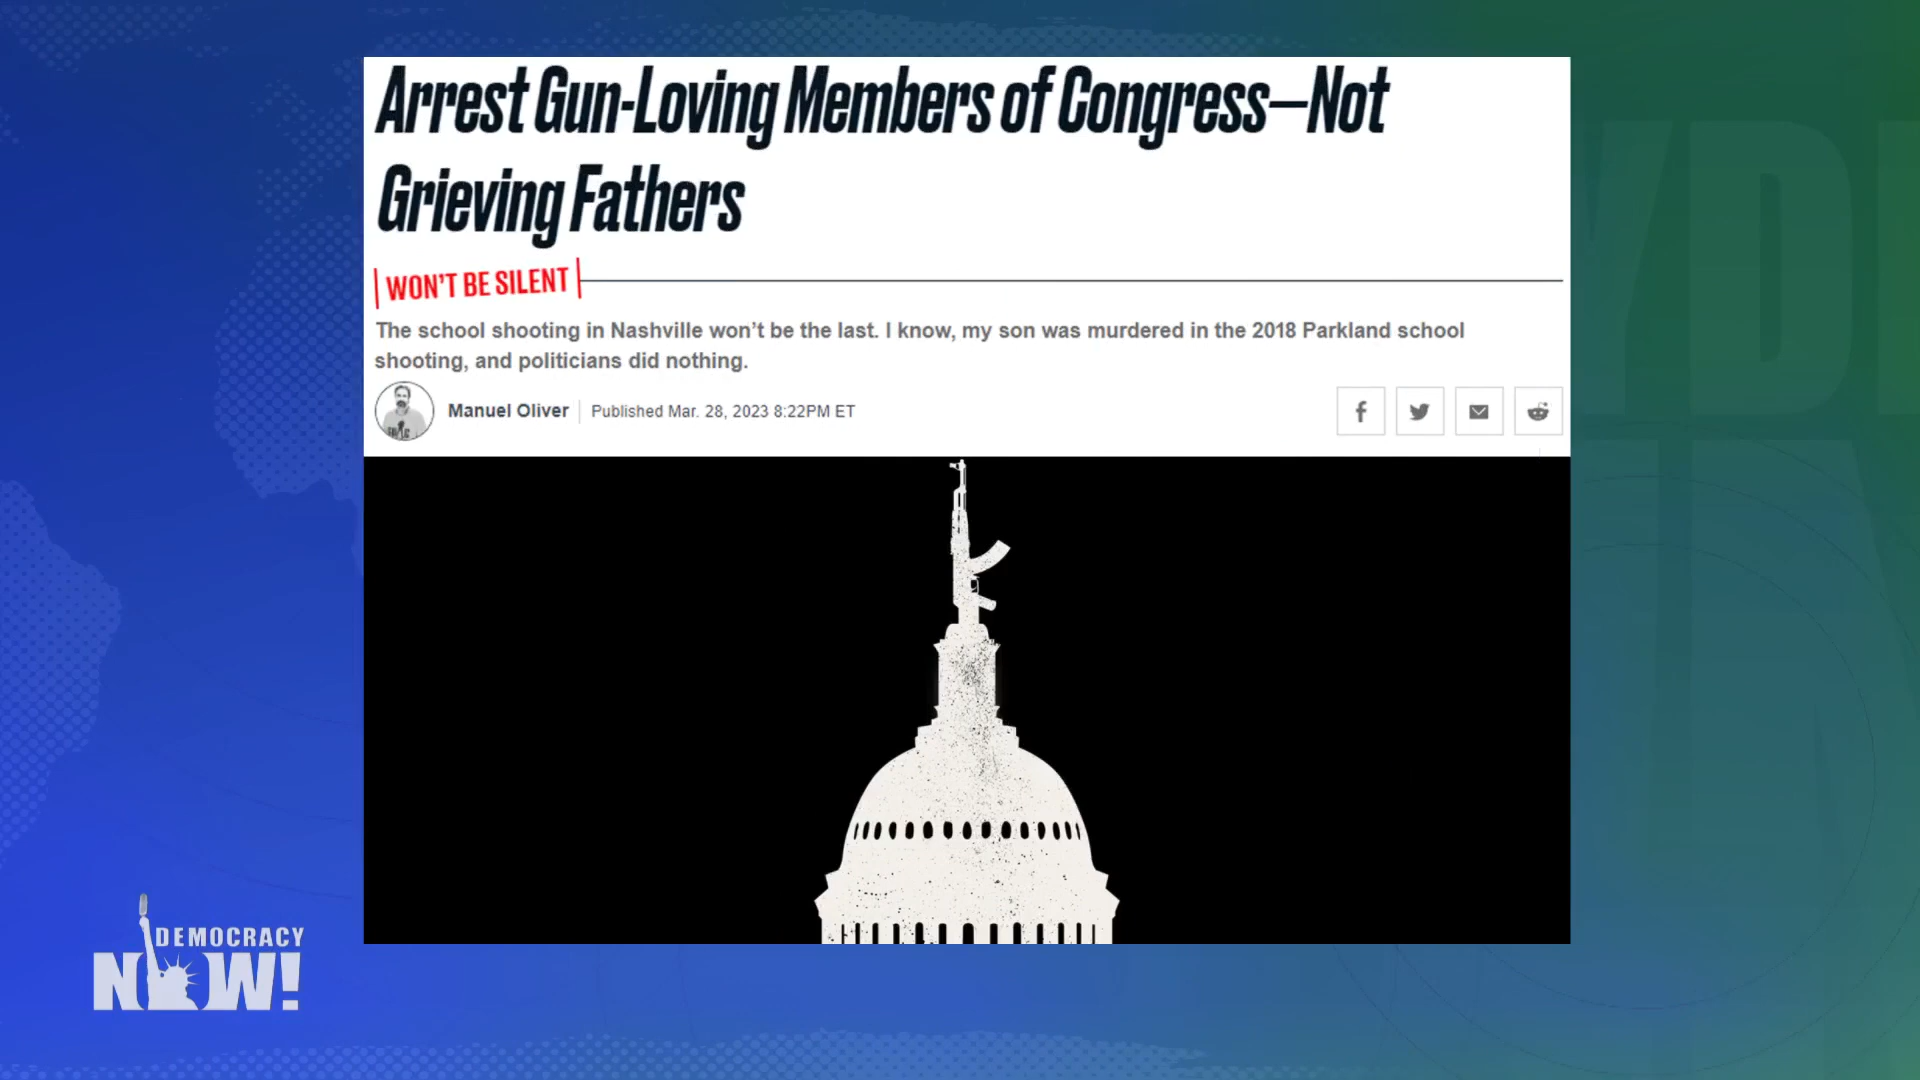 Arrest Gun-Loving Members of Congress—Not
Grieving Fathers
WON'T BE SILENT
The school shooting in Nashville won't be the last. I know, my son was murdered in the 2018 Parkland school
shooting, and politicians did nothing.
Manuel Oliver
Published Mar. 28, 2023 8:22PM ET
DEMOCRACY
NOW!